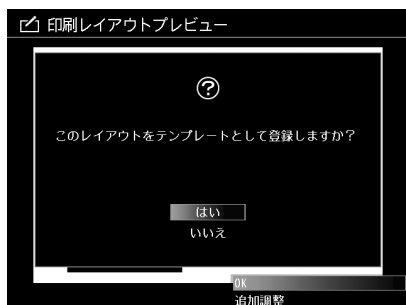 印刷レイアウトプレビュー
このレイアウトをテンプレートとして登録しますか？
はい
いいえ
OK
追加調整